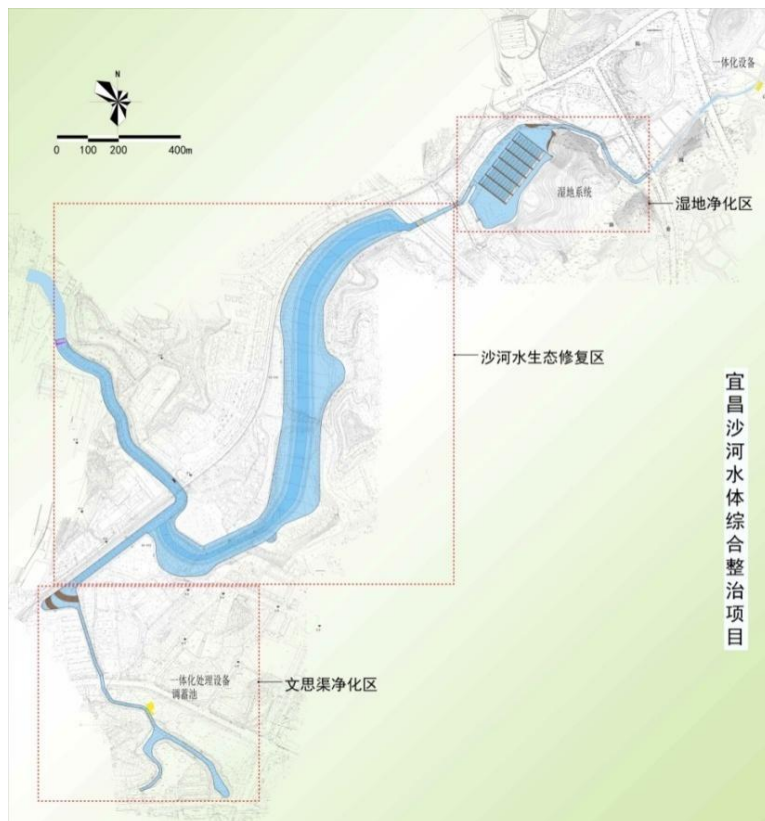 N
0 100 200 400m
一体化设备
湿地系统
湿地净化区
沙河水生态修复区
宜昌沙河水体综合整治项目
一体化处理设备
调蓄池
文思渠净化区